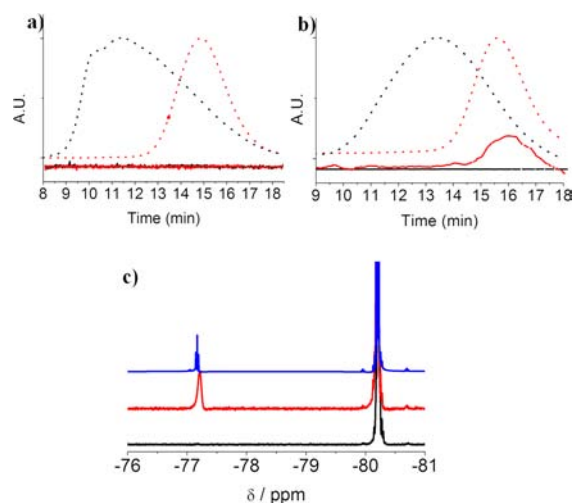 a)
A.U.
8 9 10 11 12 13 14 15 16 17 18
Time (min)
b)
A.U.
9 10 11 12 13 14 15 16 17 18
Time (min)
c)
-76 -77 -78 -79 -80 -81
δ / ppm